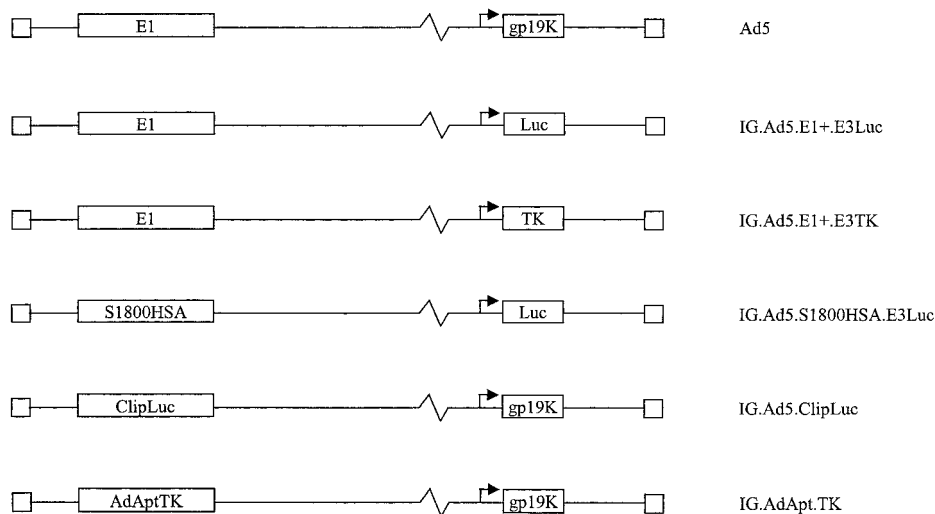 E1 gp19K Ad5
E1 Luc IG.Ad5.E1+.E3Luc
E1 TK IG.Ad5.E1+.E3TK
S1800HSA Luc IG.Ad5.S1800HSA.E3Luc
ClipLuc gp19K IG.Ad5.ClipLuc
AdAptTK gp19K IG.AdApt.TK